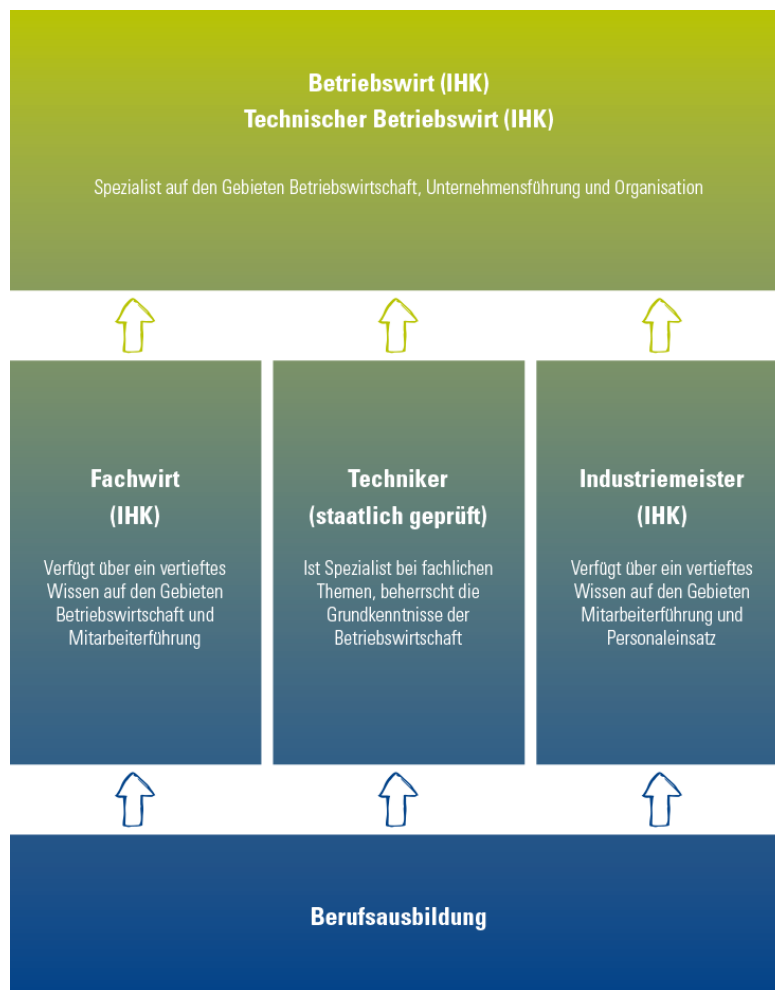 Betriebswirt (IHK)
Technischer Betriebswirt (IHK)
Spezialist auf den Gebieten Betriebswirtschaft, Unternehmensführung und Organisation
Fachwirt
(IHK)
Verfügt über ein vertieftes
Wissen auf den Gebieten
Betriebswirtschaft und
Mitarbeiterführung
Techniker
(staatlich geprüft)
Ist Spezialist bei fachlichen
Themen, beherrscht die
Grundkenntnisse der
Betriebswirtschaft
Industriemeister
(IHK)
Verfügt über ein vertieftes
Wissen auf den Gebieten
Mitarbeiterführung und
Personaleinsatz
Berufsausbildung